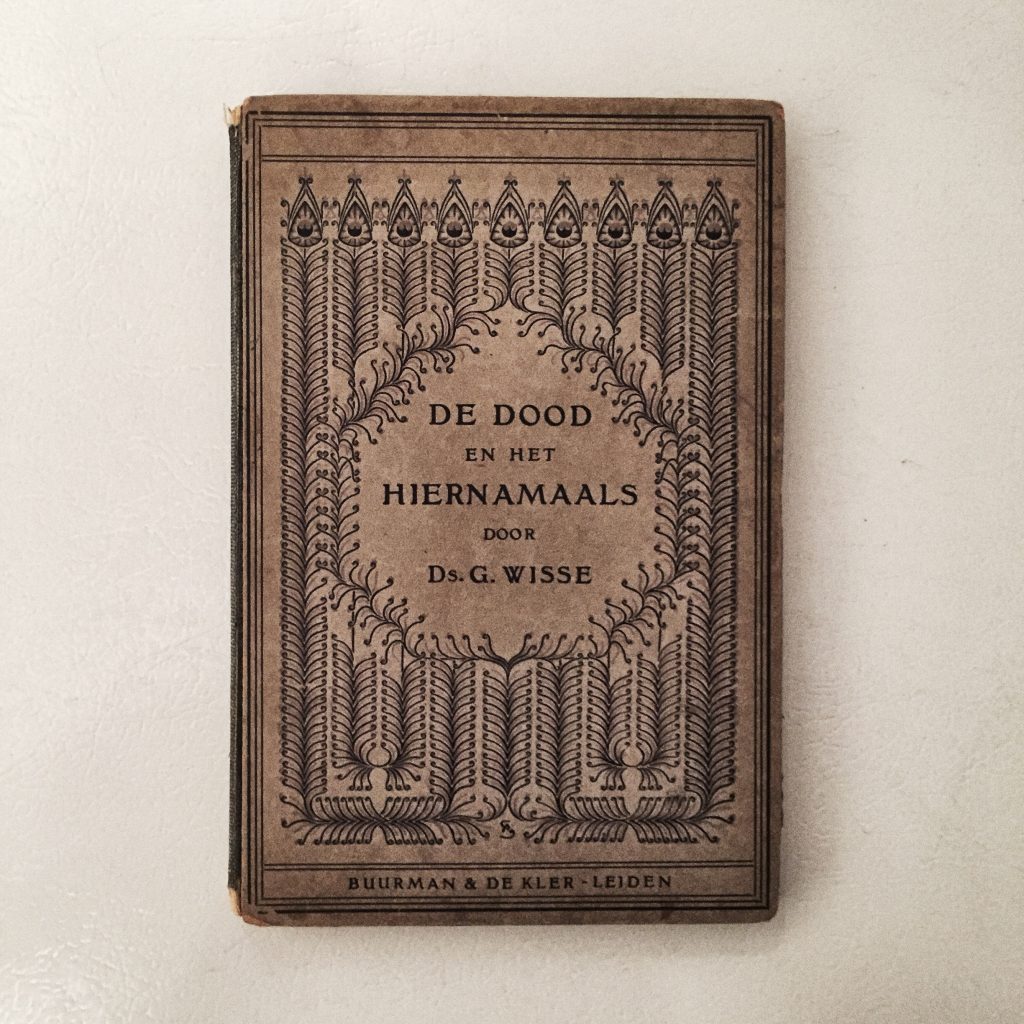 DE DOOD
EN HET
HIERNAMAALS
DOOR
Ds. G. WISSE
BUURMAN & DE KLER - LEIDEN